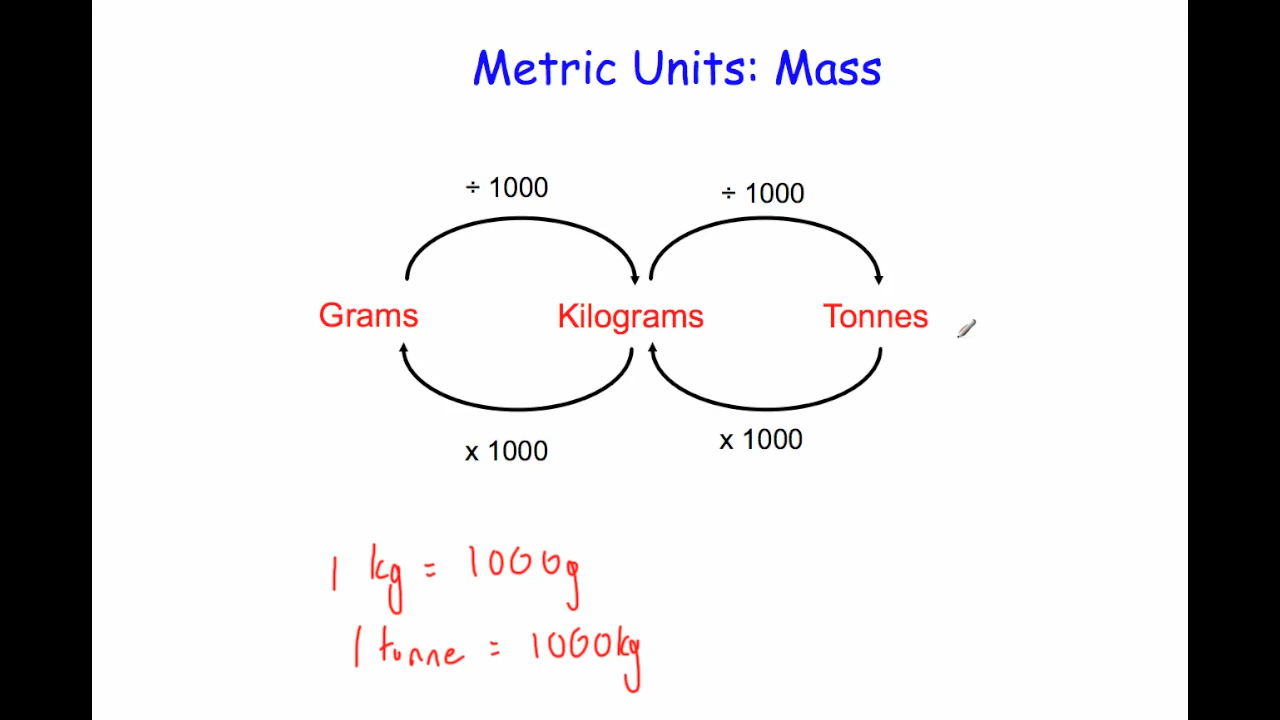 Metric Units: Mass
÷ 1000 ÷ 1000
Grams Kilograms Tonnes
x 1000 x 1000
1 kg = 1000g
1 tonne = 1000kg